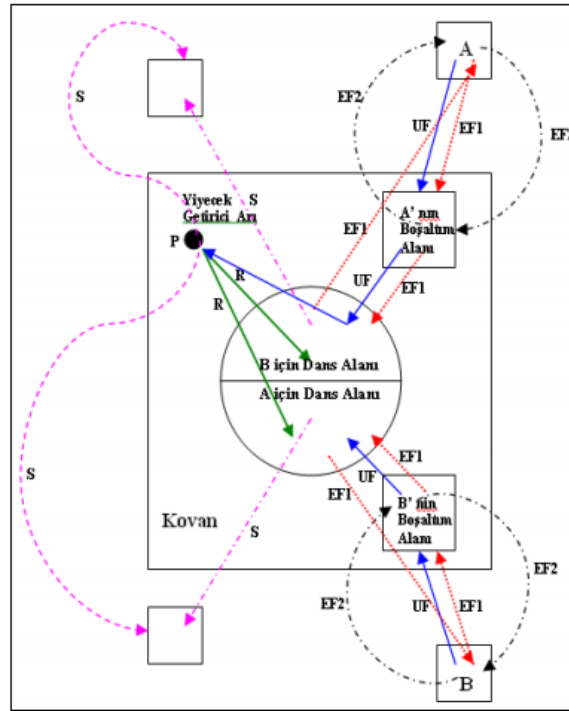 A
S
EF2
UF
EF1
EF2
Yiyecek S
Getirici Arı
P
A' nın
Boşaltım
Alanı
EF1
R
R
UF
EF1
B için Dans Alanı
A için Dans Alanı
S
S
EF1
EF1
UF
Kovan
B' nin
Boşaltım
Alanı
EF2
EF2
UF
EF1
B